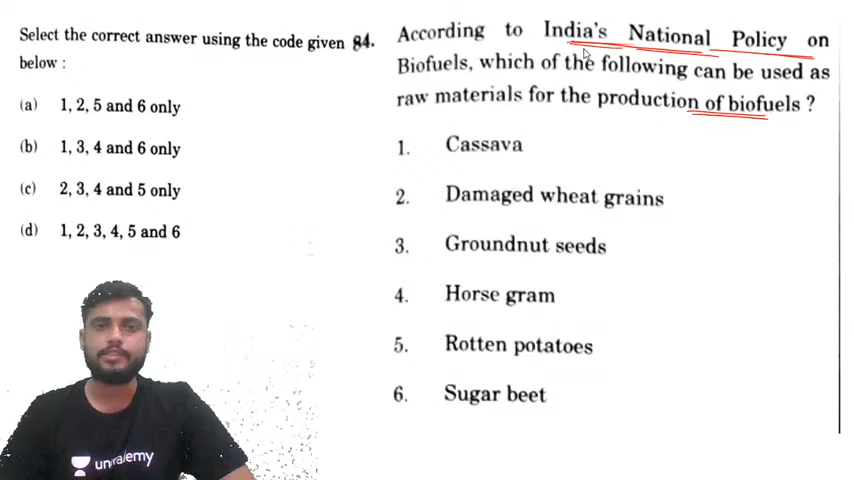 Select the correct answer using the code given
below :
(a) 1, 2, 5 and 6 only
(b) 1, 3, 4 and 6 only
(c) 2, 3, 4 and 5 only
(d) 1, 2, 3, 4, 5 and 6
84. According to India's National Policy on
Biofuels, which of the following can be used as
raw materials for the production of biofuels ?
1. Cassava
2. Damaged wheat grains
3. Groundnut seeds
4. Horse gram
5. Rotten potatoes
6. Sugar beet